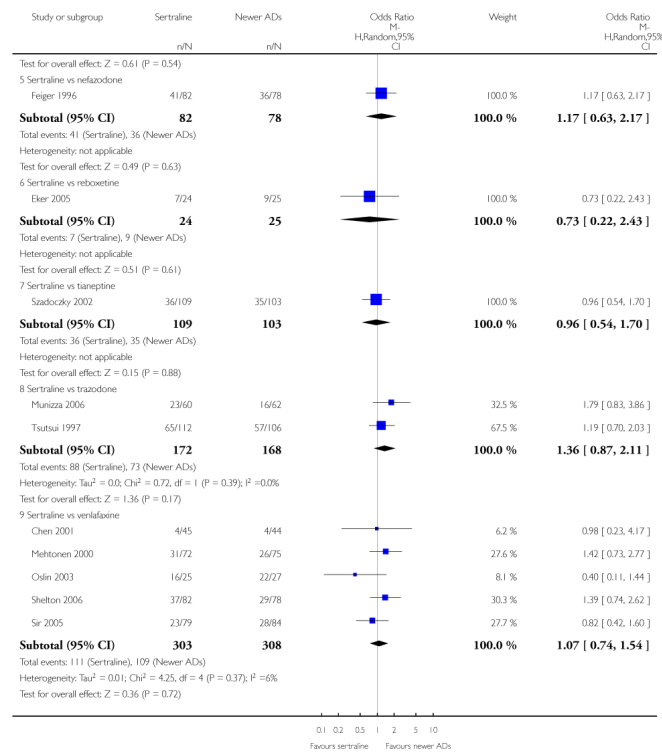 Study or subgroup Sertraline Newer ADs Odds Ratio Weight Odds Ratio
M-
H,Random,95%
CI
M-
H,Random,95%
CI
n/N n/N
Test for overall effect: Z = 0.61 (P = 0.54)
5 Sertraline vs nefazodone
Feiger 1996 41/82 36/78 100.0 % 1.17 [ 0.63, 2.17 ]
Subtotal (95% CI) 82 78 100.0 % 1.17 [ 0.63, 2.17 ]
Total events: 41 (Sertraline), 36 (Newer ADs)
Heterogeneity: not applicable
Test for overall effect: Z = 0.49 (P = 0.63)
6 Sertraline vs reboxetine
Eker 2005 7/24 9/25 100.0 % 0.73 [ 0.22, 2.43 ]
Subtotal (95% CI) 24 25 100.0 % 0.73 [ 0.22, 2.43 ]
Total events: 7 (Sertraline), 9 (Newer ADs)
Heterogeneity: not applicable
Test for overall effect: Z = 0.51 (P = 0.61)
7 Sertraline vs tianeptine
Szadoczky 2002 36/109 35/103 100.0 % 0.96 [ 0.54, 1.70 ]
Subtotal (95% CI) 109 103 100.0 % 0.96 [ 0.54, 1.70 ]
Total events: 36 (Sertraline), 35 (Newer ADs)
Heterogeneity: not applicable
Test for overall effect: Z = 0.15 (P = 0.88)
8 Sertraline vs trazodone
Munizza 2006 23/60 16/62 32.5 % 1.79 [ 0.83, 3.86 ]
Tsutsui 1997 65/112 57/106 67.5 % 1.19 [ 0.70, 2.03 ]
Subtotal (95% CI) 172 168 100.0 % 1.36 [ 0.87, 2.11 ]
Total events: 88 (Sertraline), 73 (Newer ADs)
Heterogeneity: Tau² = 0.0; Chi² = 0.72, df = 1 (P = 0.39); I² =0.0%
Test for overall effect: Z = 1.36 (P = 0.17)
9 Sertraline vs venlafaxine
Chen 2001 4/45 4/44 6.2 % 0.98 [ 0.23, 4.17 ]
Mehtonen 2000 31/72 26/75 27.6 % 1.42 [ 0.73, 2.77 ]
Oslin 2003 16/25 22/27 8.1 % 0.40 [ 0.11, 1.44 ]
Shelton 2006 37/82 29/78 30.3 % 1.39 [ 0.74, 2.62 ]
Sir 2005 23/79 28/84 27.7 % 0.82 [ 0.42, 1.60 ]
Subtotal (95% CI) 303 308 100.0 % 1.07 [ 0.74, 1.54 ]
Total events: 111 (Sertraline), 109 (Newer ADs)
Heterogeneity: Tau² = 0.01; Chi² = 4.25, df = 4 (P = 0.37); I² =6%
Test for overall effect: Z = 0.36 (P = 0.72)
0.1 0.2 0.5 1 2 5 10
Favours sertraline Favours newer ADs